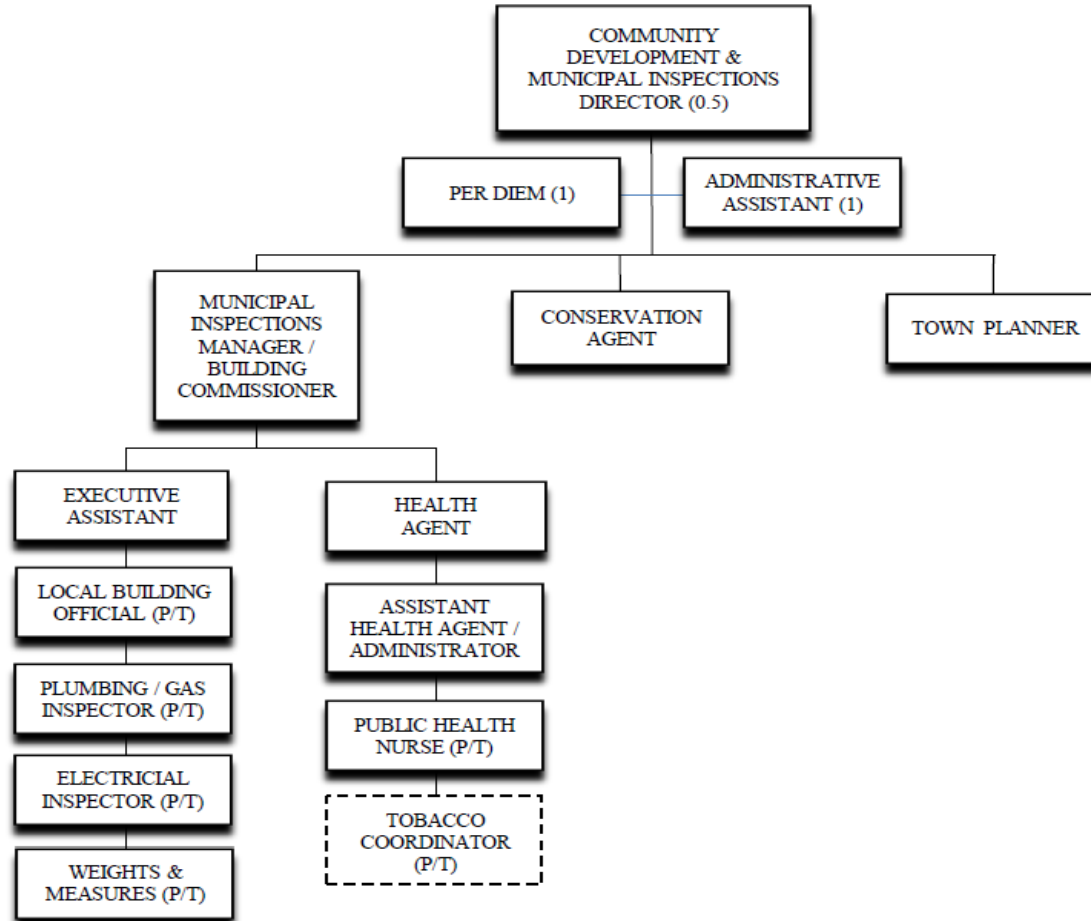 COMMUNITY
DEVELOPMENT &
MUNICIPAL INSPECTIONS
DIRECTOR (0.5)
PER DIEM (1)
ADMINISTRATIVE
ASSISTANT (1)
MUNICIPAL
INSPECTIONS
MANAGER /
BUILDING
COMMISSIONER
CONSERVATION
AGENT
TOWN PLANNER
EXECUTIVE
ASSISTANT
LOCAL BUILDING
OFFICIAL (P/T)
PLUMBING / GAS
INSPECTOR (P/T)
ELECTRICIAL
INSPECTOR (P/T)
WEIGHTS &
MEASURES (P/T)
HEALTH
AGENT
ASSISTANT
HEALTH AGENT /
ADMINISTRATOR
PUBLIC HEALTH
NURSE (P/T)
TOBACCO
COORDINATOR
(P/T)